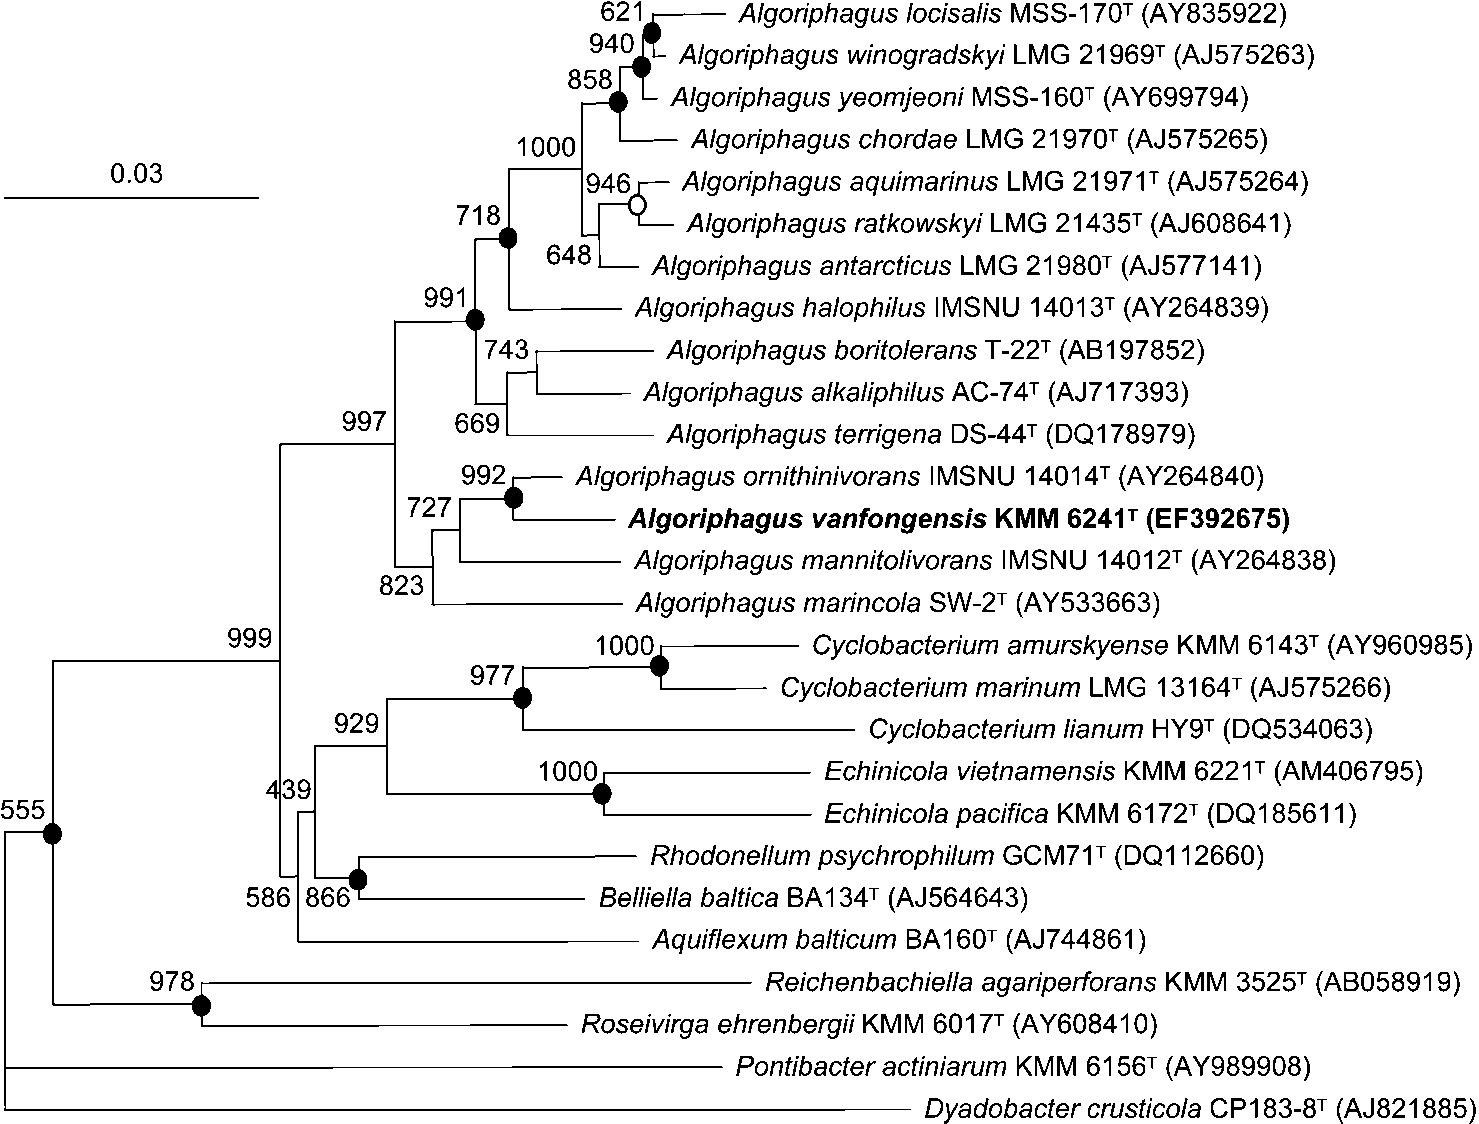 621
Algoriphagus locisalis MSS-170ᵀ (AY835922)
940
Algoriphagus winogradskyi LMG 21969ᵀ (AJ575263)
858
Algoriphagus yeomjeoni MSS-160ᵀ (AY699794)
1000
Algoriphagus chordae LMG 21970ᵀ (AJ575265)
0.03
946
Algoriphagus aquimarinus LMG 21971ᵀ (AJ575264)
718
Algoriphagus ratkowskyi LMG 21435ᵀ (AJ608641)
648
Algoriphagus antarcticus LMG 21980ᵀ (AJ577141)
991
Algoriphagus halophilus IMSNU 14013ᵀ (AY264839)
743
Algoriphagus boritolerans T-22ᵀ (AB197852)
Algoriphagus alkaliphilus AC-74ᵀ (AJ717393)
997
669
Algoriphagus terrigena DS-44ᵀ (DQ178979)
992
Algoriphagus ornithinivorans IMSNU 14014ᵀ (AY264840)
727
Algoriphagus vanfongensis KMM 6241ᵀ (EF392675)
Algoriphagus mannitolivorans IMSNU 14012ᵀ (AY264838)
823
Algoriphagus marincola SW-2ᵀ (AY533663)
999
1000
Cyclobacterium amurskyense KMM 6143ᵀ (AY960985)
977
Cyclobacterium marinum LMG 13164ᵀ (AJ575266)
929
Cyclobacterium lianum HY9ᵀ (DQ534063)
1000
Echinicola vietnamensis KMM 6221ᵀ (AM406795)
439
555
Echinicola pacifica KMM 6172ᵀ (DQ185611)
Rhodonellum psychrophilum GCM71ᵀ (DQ112660)
586
866
Belliella baltica BA134ᵀ (AJ564643)
Aquiflexum balticum BA160ᵀ (AJ744861)
978
Reichenbachiella agariperforans KMM 3525ᵀ (AB058919)
Roseivirga ehrenbergii KMM 6017ᵀ (AY608410)
Pontibacter actiniarum KMM 6156ᵀ (AY989908)
Dyadobacter crusticola CP183-8ᵀ (AJ821885)